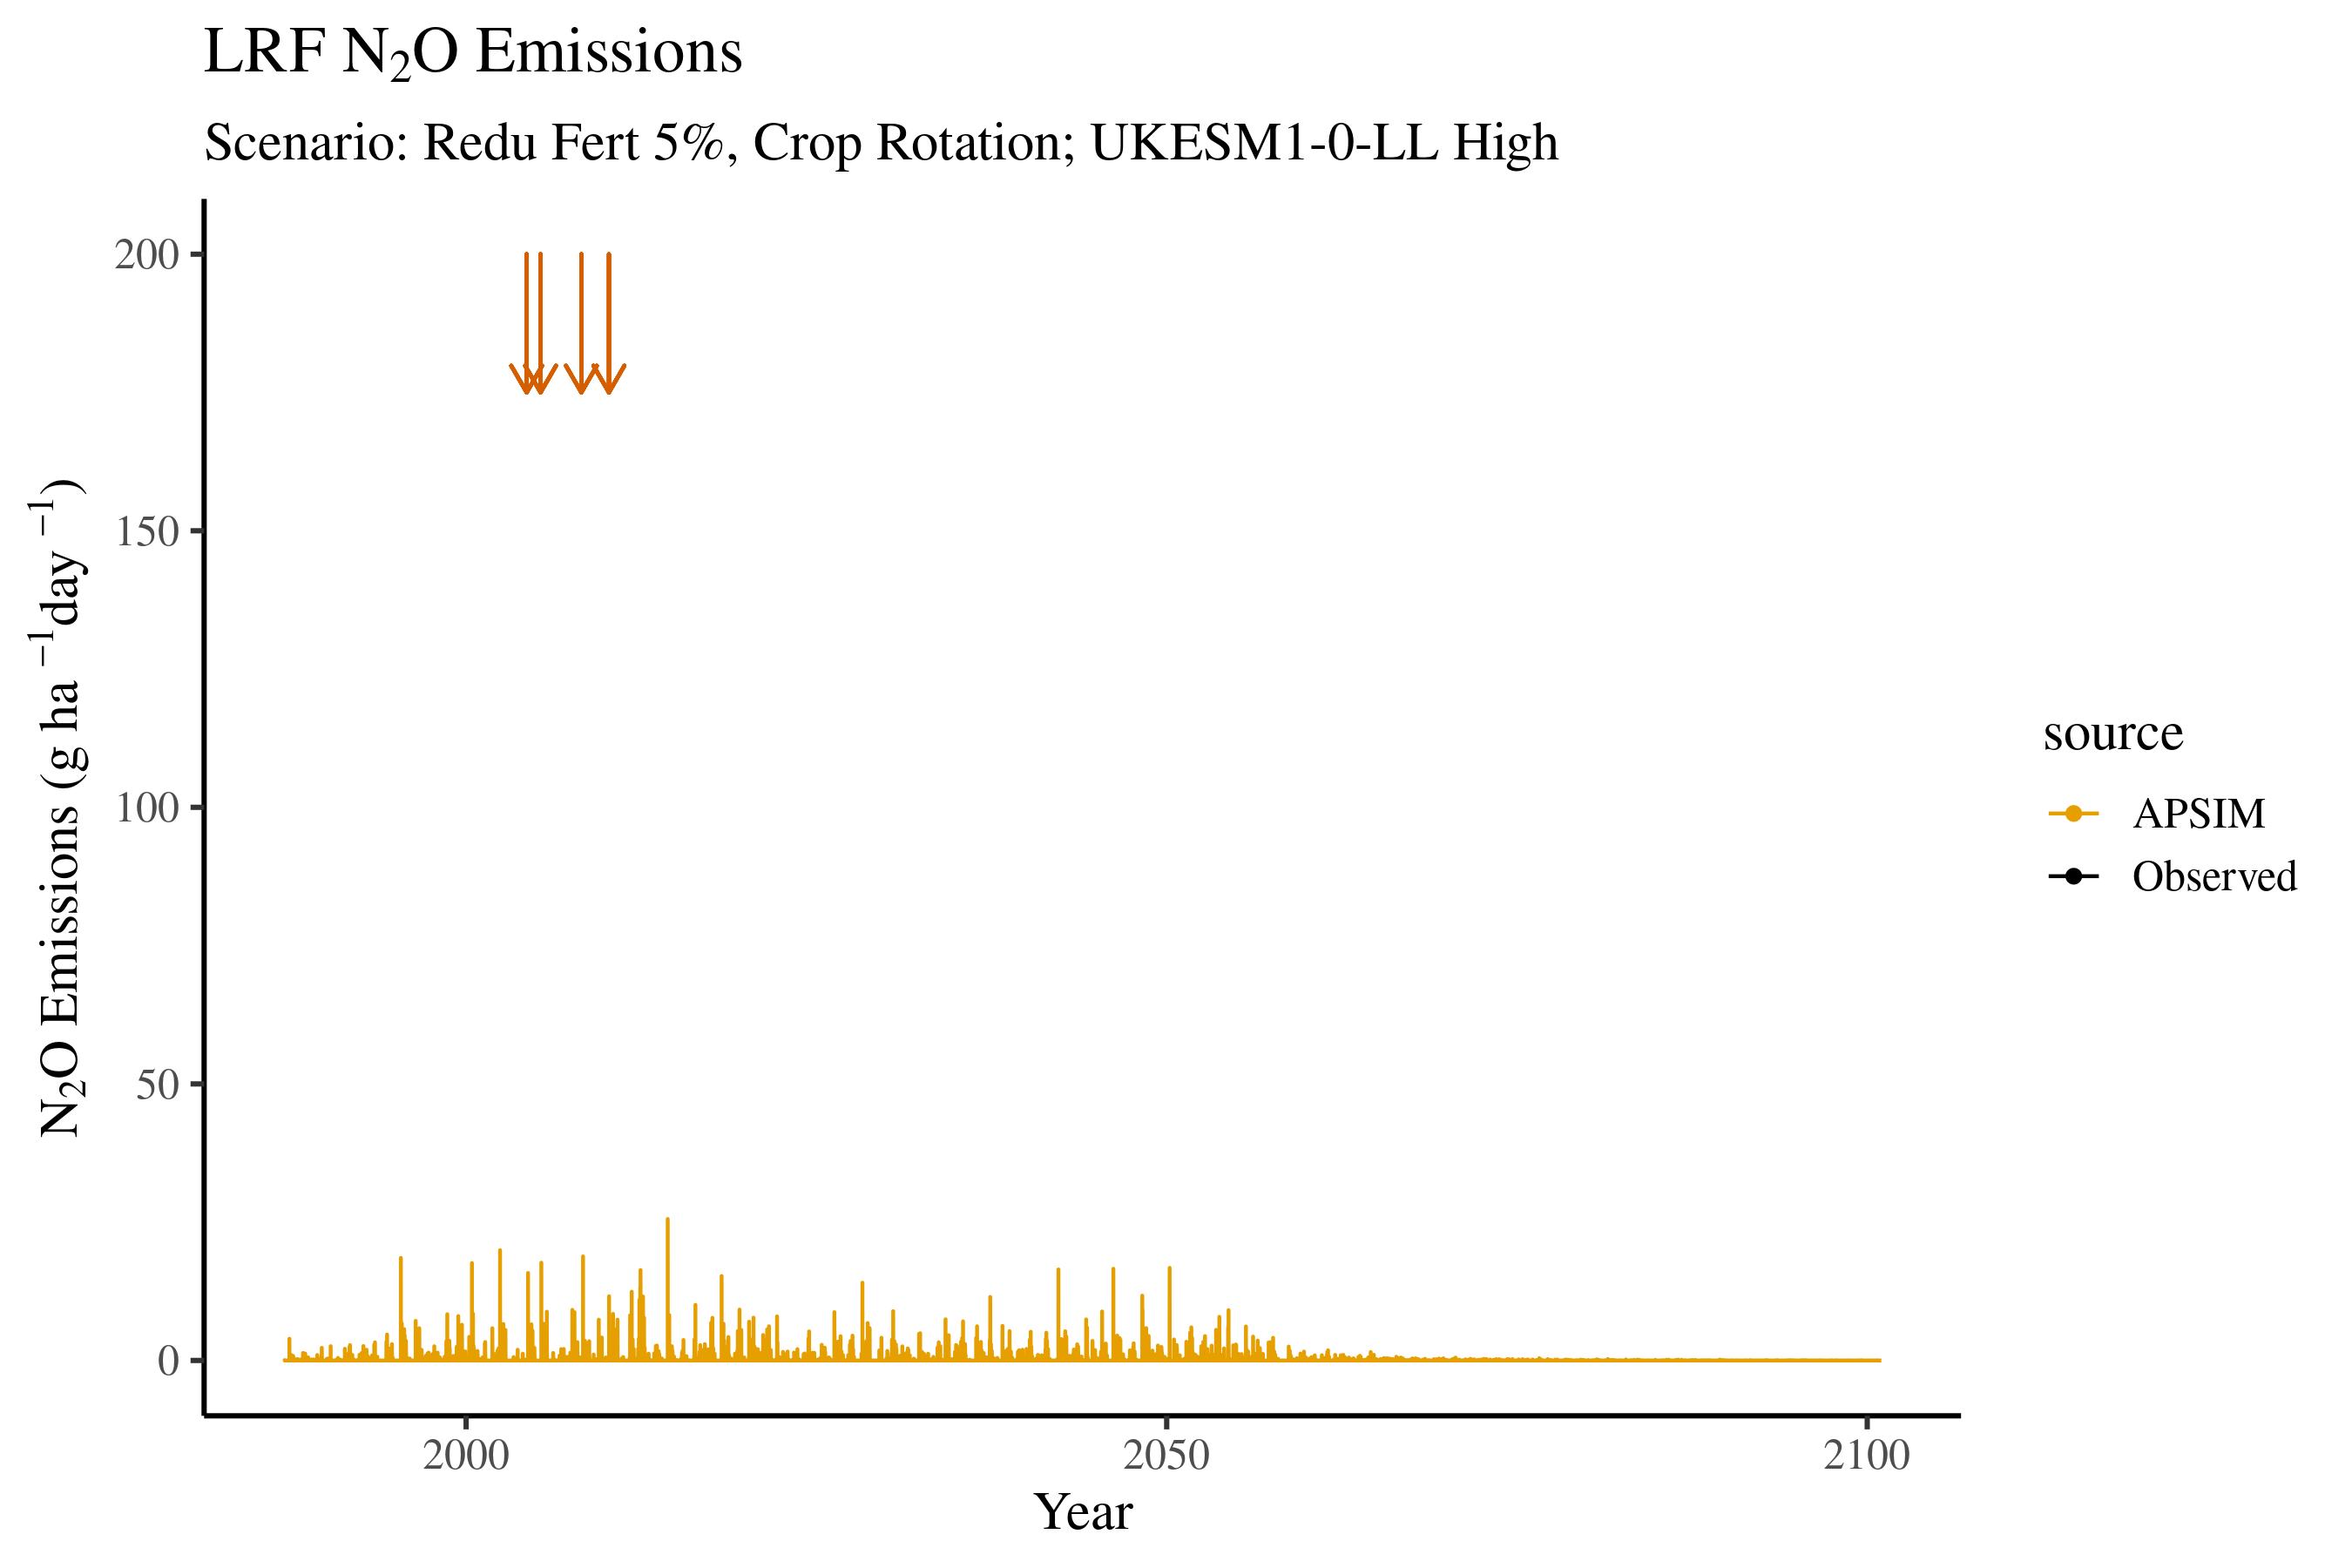 LRF N₂O Emissions
Scenario: Redu Fert 5%, Crop Rotation; UKESM1-0-LL High
N₂O Emissions (g ha ⁻¹day ⁻¹)
200
150
100
50
0
2000
2050
2100
Year
source
APSIM
Observed